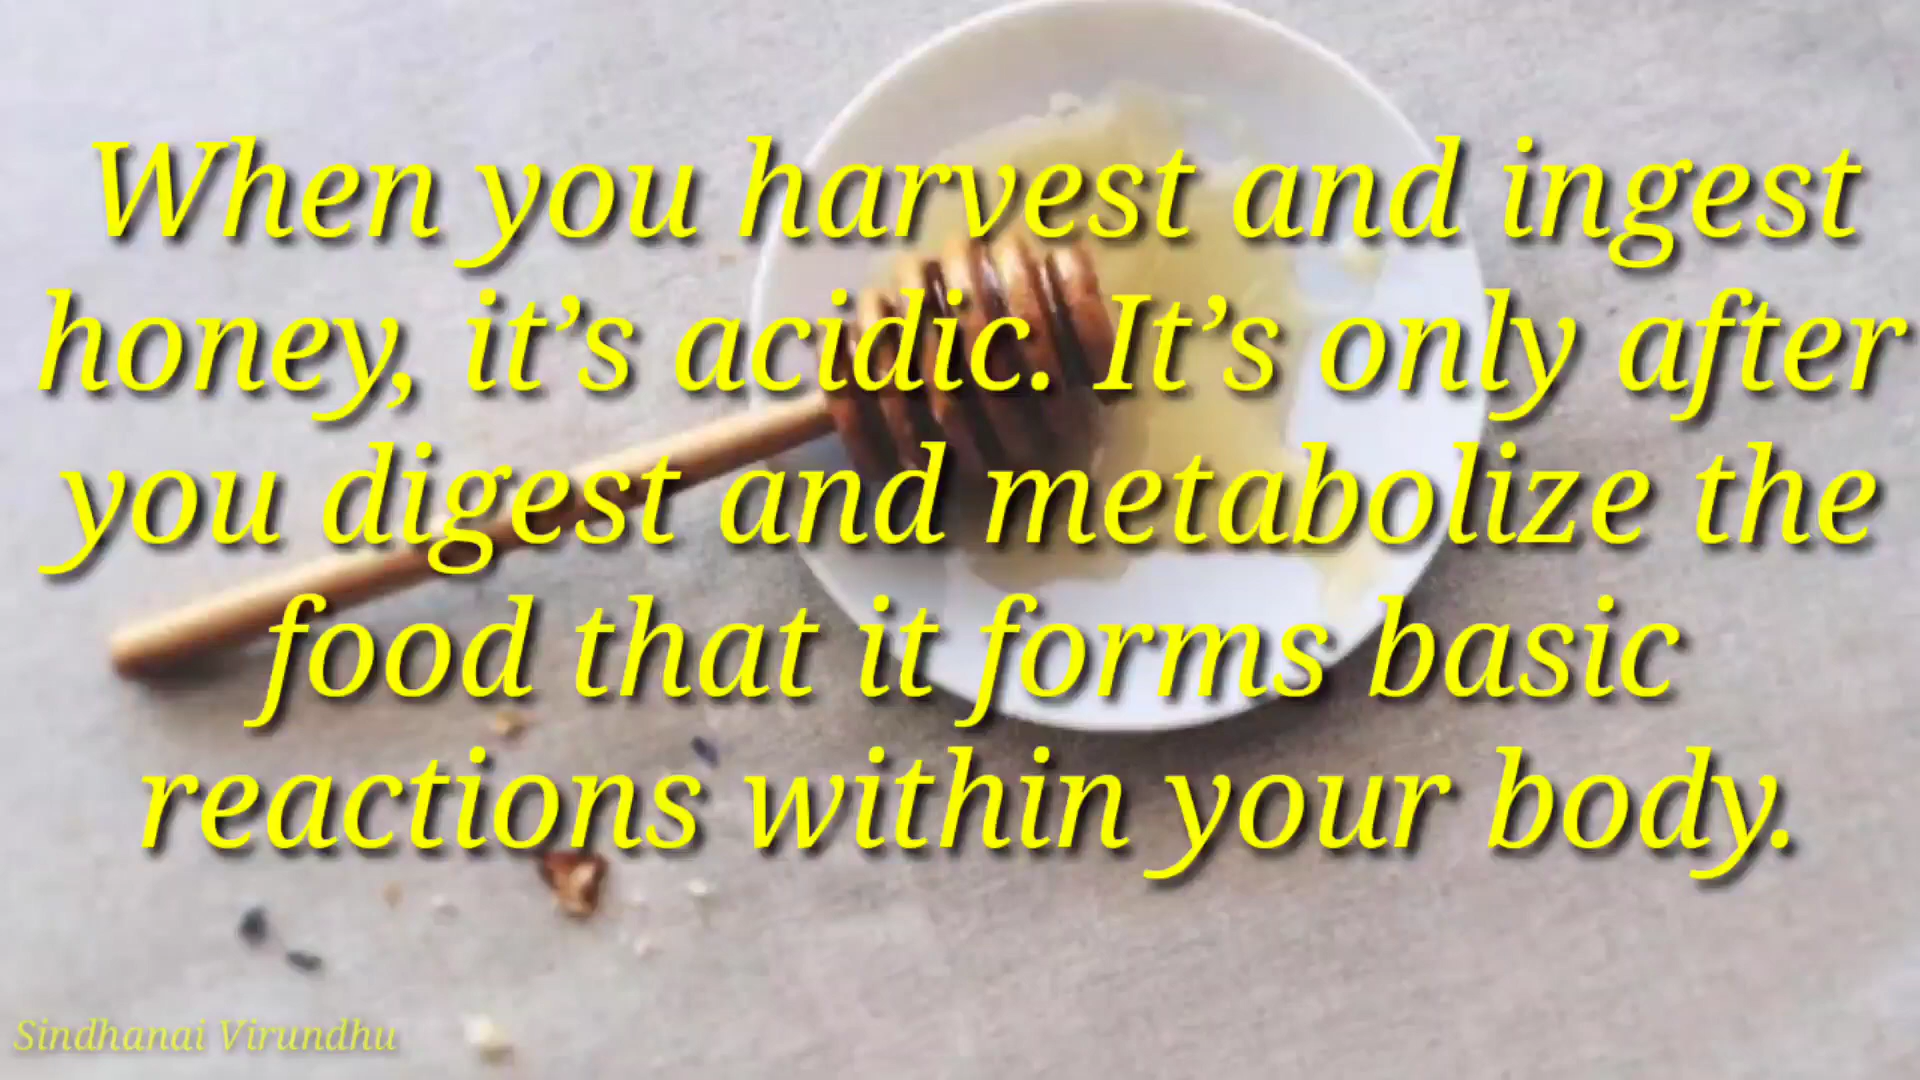 When you harvest and ingest
honey, it’s acidic. It’s only after
you digest and metabolize the
food that it forms basic
reactions within your body.
Sindhanai Virundhu